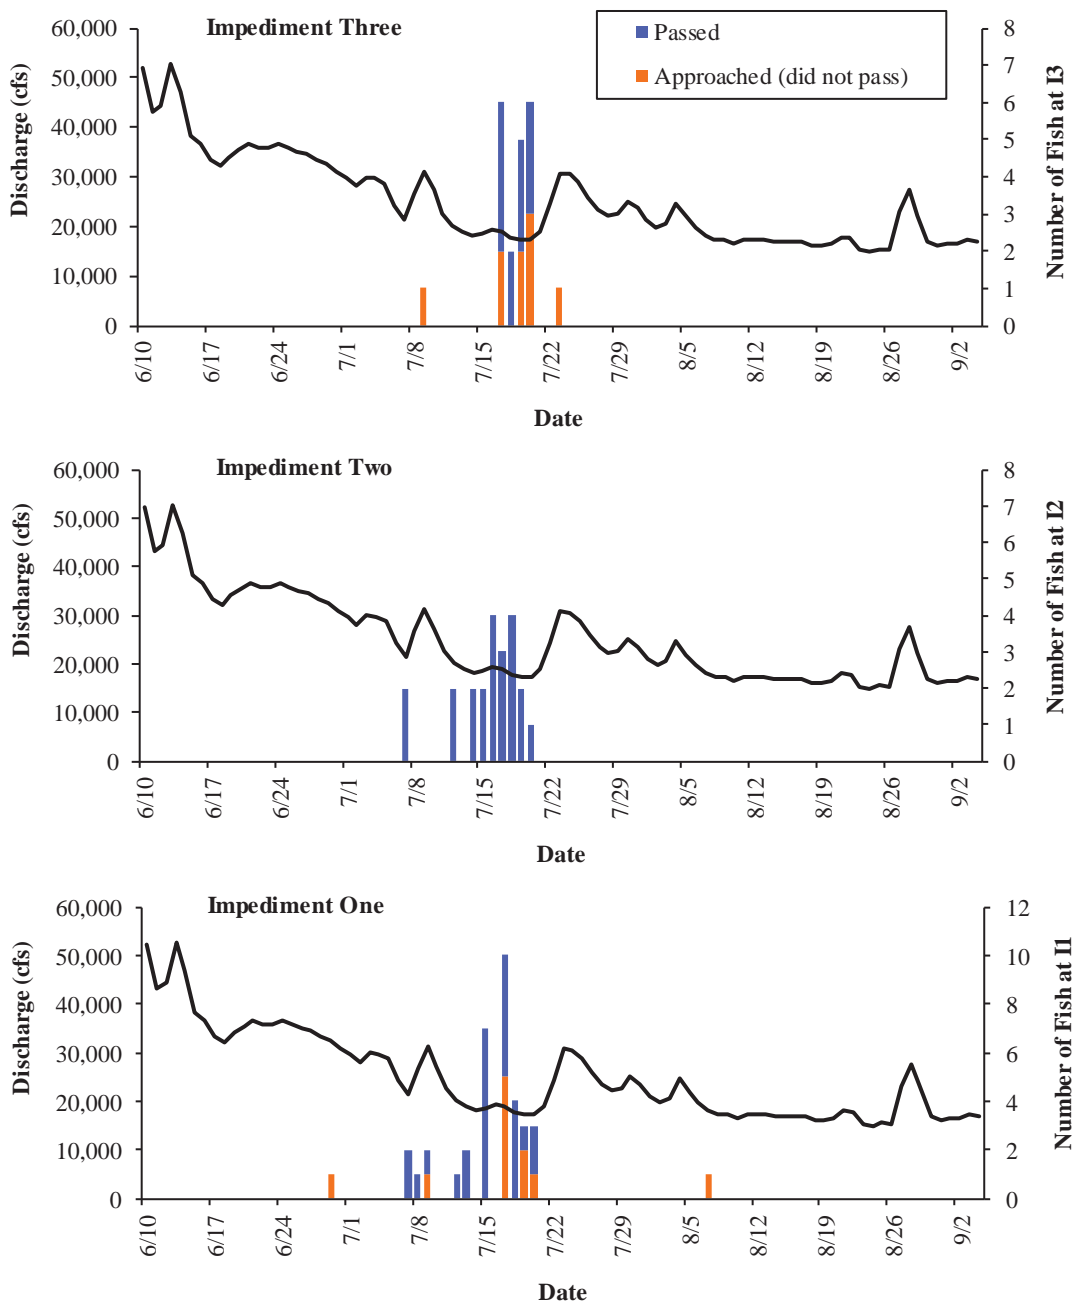 Impediment Three
Passed
Approached (did not pass)
60,000
50,000
40,000
30,000
20,000
10,000
0
Discharge (cfs)
8
7
6
5
4
3
2
1
0
Number of Fish at I3
6/10 6/17 6/24 7/1 7/8 7/15 7/22 7/29 8/5 8/12 8/19 8/26 9/2
Date
Impediment Two
60,000
50,000
40,000
30,000
20,000
10,000
0
Discharge (cfs)
8
7
6
5
4
3
2
1
0
Number of Fish at I2
6/10 6/17 6/24 7/1 7/8 7/15 7/22 7/29 8/5 8/12 8/19 8/26 9/2
Date
Impediment One
60,000
50,000
40,000
30,000
20,000
10,000
0
Discharge (cfs)
12
10
8
6
4
2
0
Number of Fish at I1
6/10 6/17 6/24 7/1 7/8 7/15 7/22 7/29 8/5 8/12 8/19 8/26 9/2
Date